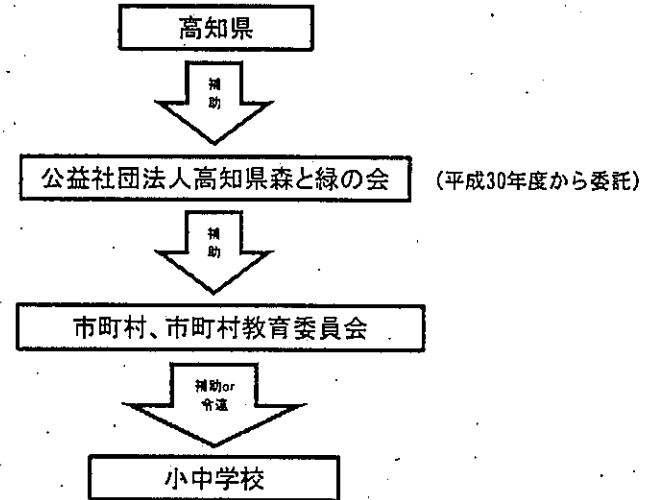 高知県
補
助
公益社団法人高知県森と緑の会
(平成30年度から委託)
補
助
市町村、市町村教育委員会
補助or
令達
小中学校